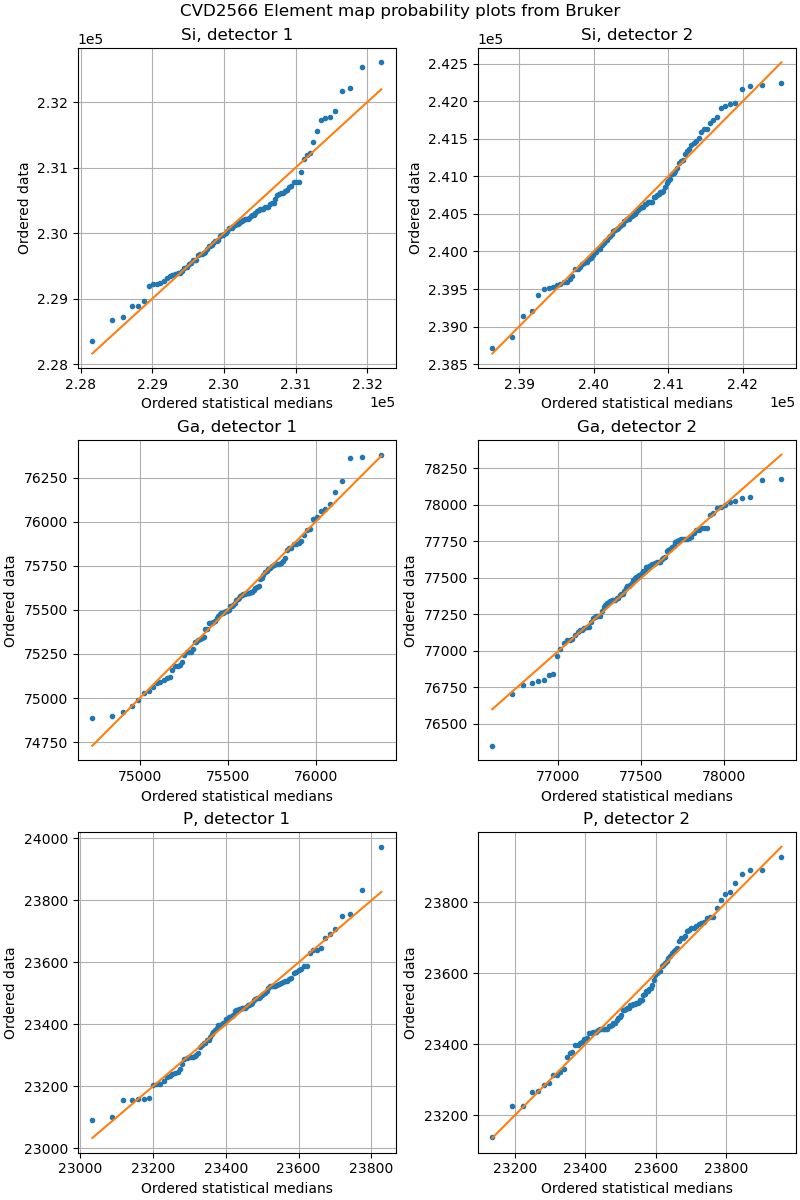 CVD2566 Element map probability plots from Bruker
Si, detector 1
1e5
Ordered data
2.32
2.31
2.30
2.29
2.28
2.28 2.29 2.30 2.31 2.32
Ordered statistical medians
1e5
Si, detector 2
1e5
Ordered data
2.425
2.420
2.415
2.410
2.405
2.400
2.395
2.390
2.385
2.39 2.40 2.41 2.42
Ordered statistical medians
1e5
Ga, detector 1
Ordered data
76250
76000
75750
75500
75250
75000
74750
75000 75500 76000
Ordered statistical medians
Ga, detector 2
Ordered data
78250
78000
77750
77500
77250
77000
76750
76500
77000 77500 78000
Ordered statistical medians
P, detector 1
Ordered data
24000
23800
23600
23400
23200
23000
23000 23200 23400 23600 23800
Ordered statistical medians
P, detector 2
Ordered data
23800
23600
23400
23200
23200 23400 23600 23800
Ordered statistical medians